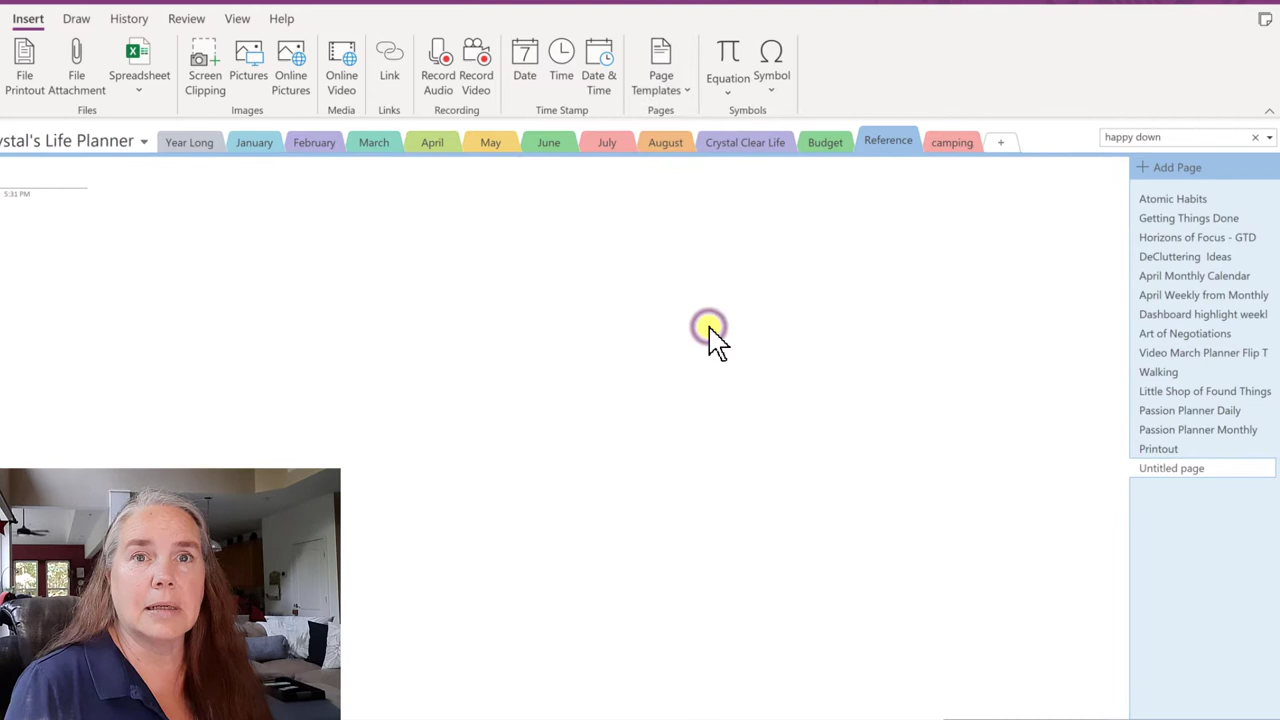 Insert Draw History Review View Help
File Printout File Attachment Spreadsheet Screen Clipping Pictures Online Pictures Online Video Link Record Audio Record Video Date Time Date & Time Page Templates Equation Symbol
Files Images Media Links Recording Time Stamp Pages Symbols
ystal's Life Planner Year Long January February March April May June July August Crystal Clear Life Budget Reference camping + happy down
Add Page
5:31 PM
Atomic Habits
Getting Things Done
Horizons of Focus - GTD
DeCluttering Ideas
April Monthly Calendar
April Weekly from Monthly
Dashboard highlight weekl
Art of Negotiations
Video March Planner Flip T
Walking
Little Shop of Found Things
Passion Planner Daily
Passion Planner Monthly
Printout
Untitled page